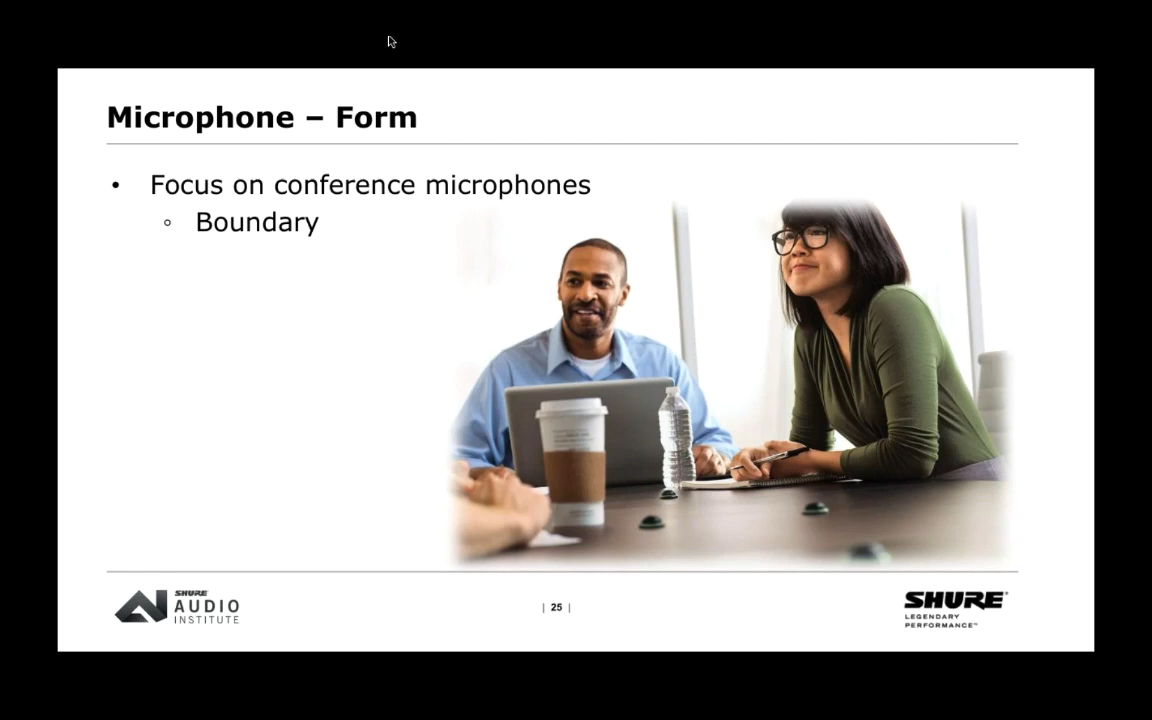 Microphone – Form
• Focus on conference microphones
◦ Boundary
SHURE
AUDIO
INSTITUTE
| 25 |
SHURE®
LEGENDARY
PERFORMANCE™